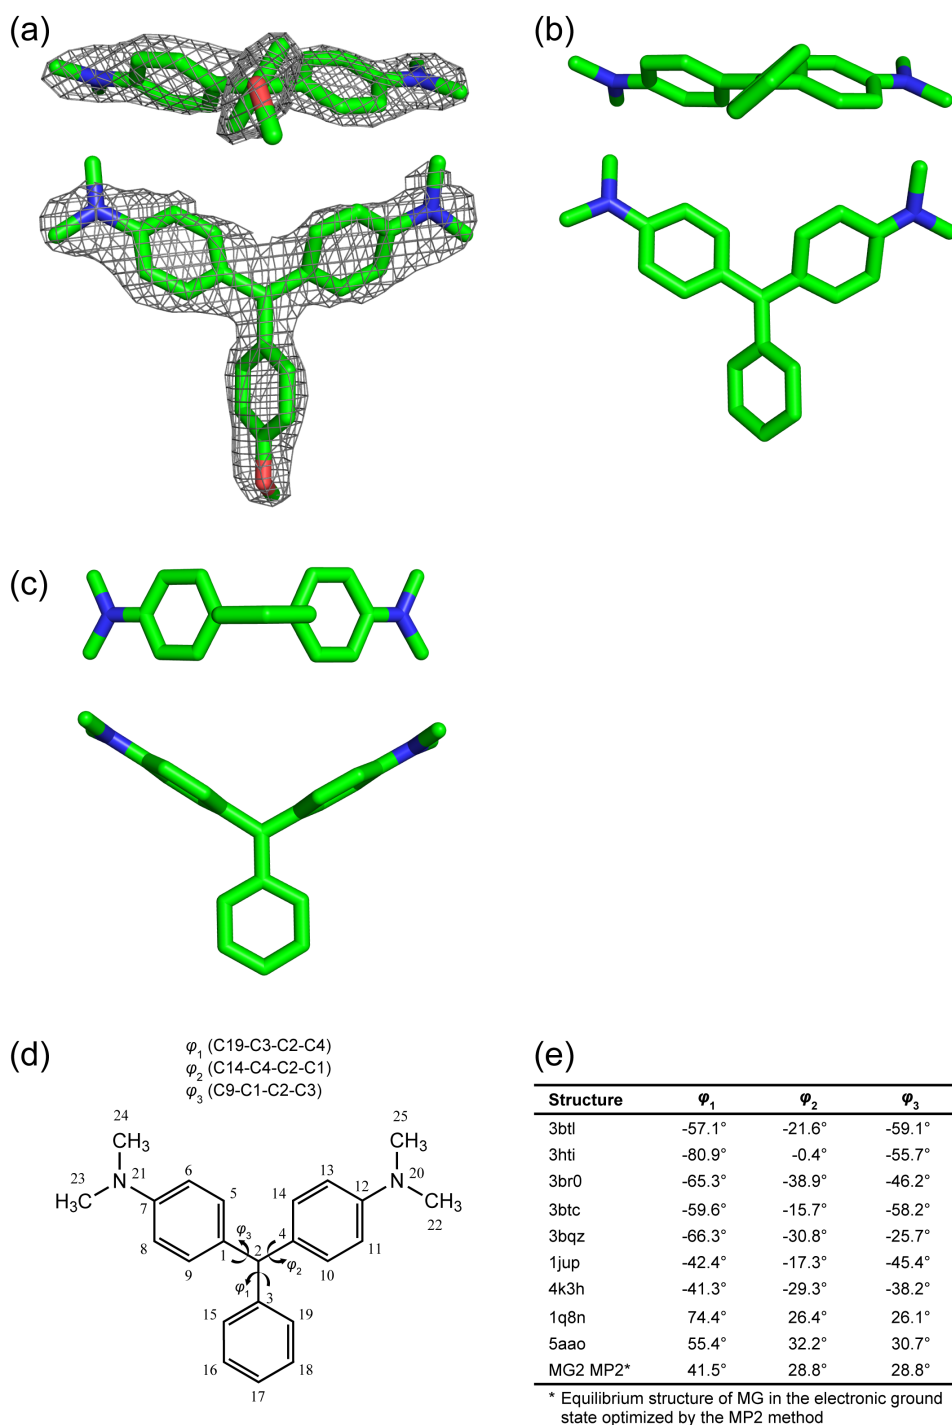 (a)
(b)
(c)
(d)
φ1 (C19-C3-C2-C4)
φ2 (C14-C4-C2-C1)
φ3 (C9-C1-C2-C3)
24
25
CH3
CH3
23
21
6
13
20
H3C
N
5
14
12
N
CH3
7
φ3
4
22
8
1
2
φ2
11
9
φ1
10
3
15
19
16
18
17
(e)
Structure φ1 φ2 φ3
3btl -57.1° -21.6° -59.1°
3hti -80.9° -0.4° -55.7°
3br0 -65.3° -38.9° -46.2°
3btc -59.6° -15.7° -58.2°
3bqz -66.3° -30.8° -25.7°
1jup -42.4° -17.3° -45.4°
4k3h -41.3° -29.3° -38.2°
1q8n 74.4° 26.4° 26.1°
5aao 55.4° 32.2° 30.7°
MG2 MP2* 41.5° 28.8° 28.8°
* Equilibrium structure of MG in the electronic ground
state optimized by the MP2 method